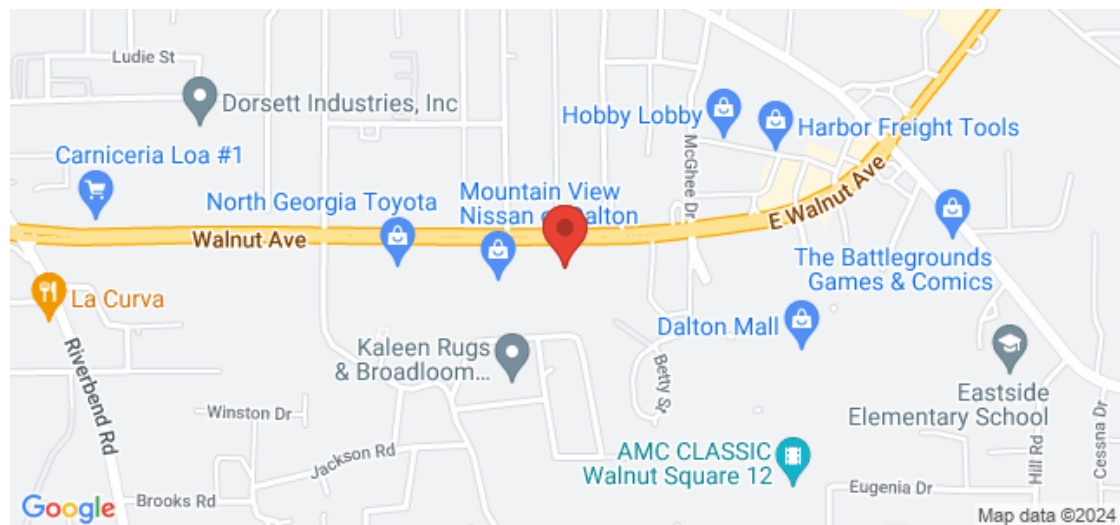 Ludie St
Dorsett Industries, Inc
Hobby Lobby
Harbor Freight Tools
McGhee Dr
Carniceria Loa #1
North Georgia Toyota
Mountain View
Nissan of Dalton
Walnut Ave
E Walnut Ave
The Battlegrounds
Games & Comics
La Curva
Dalton Mall
Kaleen Rugs
& Broadloom...
Betty St
Riverbend Rd
Eastside
Elementary School
Winston Dr
Jackson Rd
AMC CLASSIC
Walnut Square 12
Hill Rd
Cessna Dr
Brooks Rd
Eugenia Dr
Google
Map data ©2024